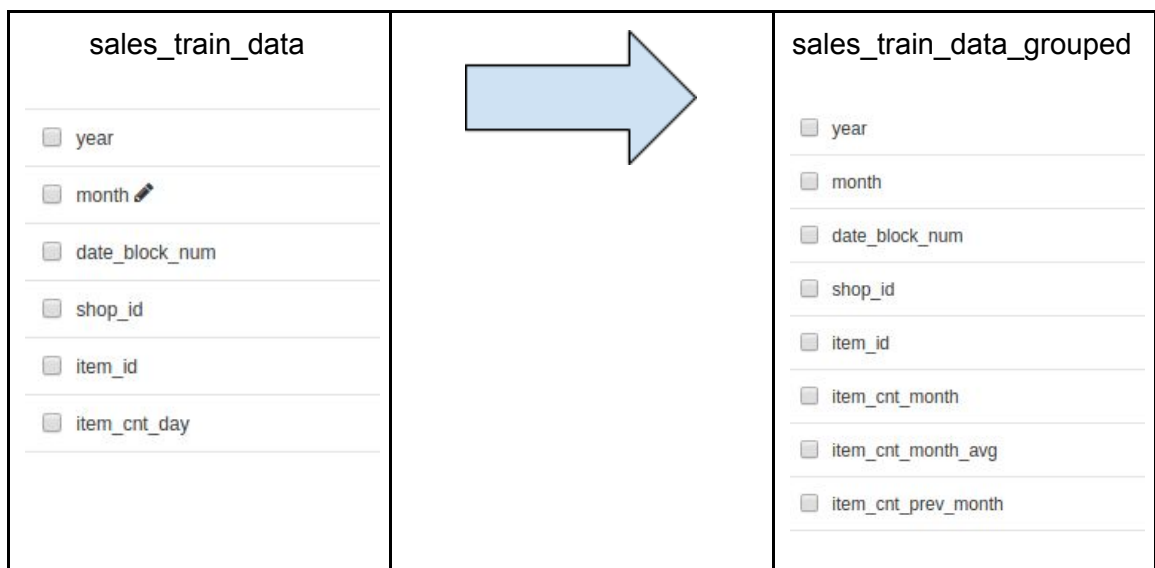 sales_train_data
year
month
date_block_num
shop_id
item_id
item_cnt_day
sales_train_data_grouped
year
month
date_block_num
shop_id
item_id
item_cnt_month
item_cnt_month_avg
item_cnt_prev_month